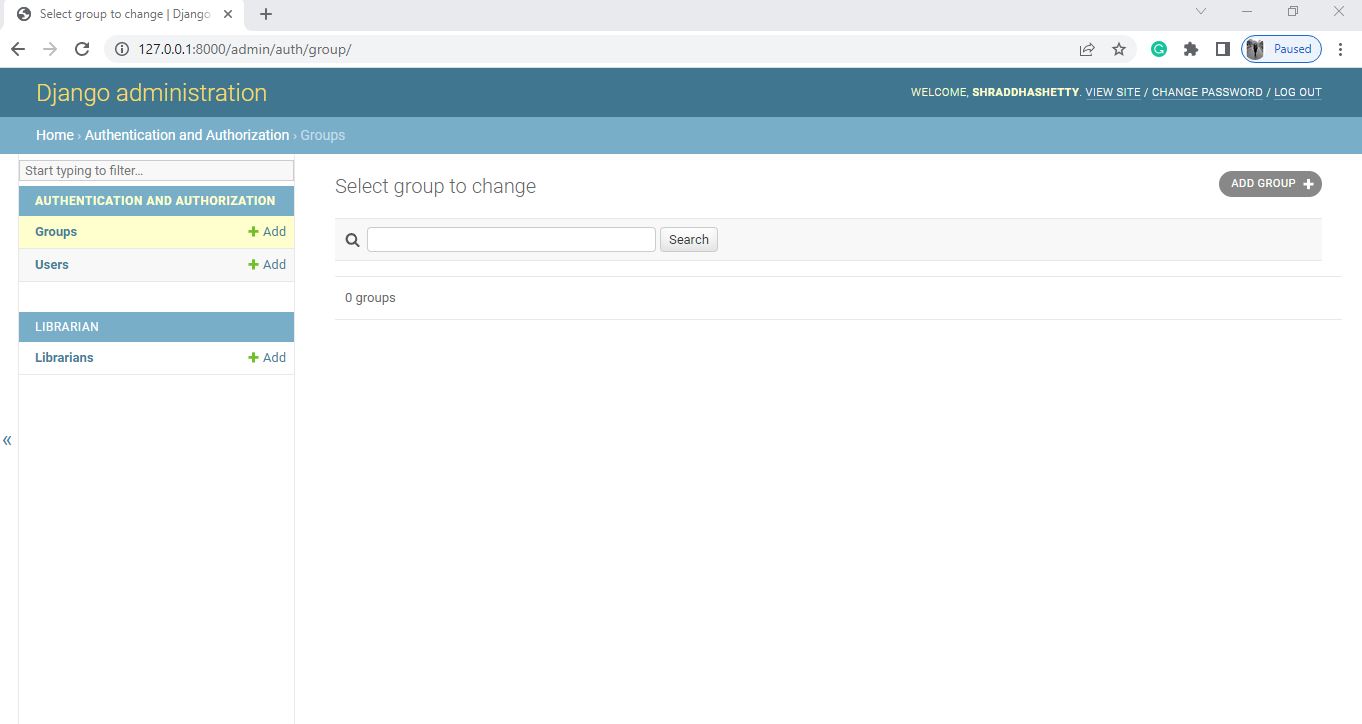 Select group to change | Django
127.0.0.1:8000/admin/auth/group/
Paused
Django administration
WELCOME, SHRADDHASHETTY. VIEW SITE / CHANGE PASSWORD / LOG OUT
Home › Authentication and Authorization › Groups
Start typing to filter...
AUTHENTICATION AND AUTHORIZATION
Groups + Add
Users + Add
LIBRARIAN
Librarians + Add
«
Select group to change
ADD GROUP +
Search
0 groups